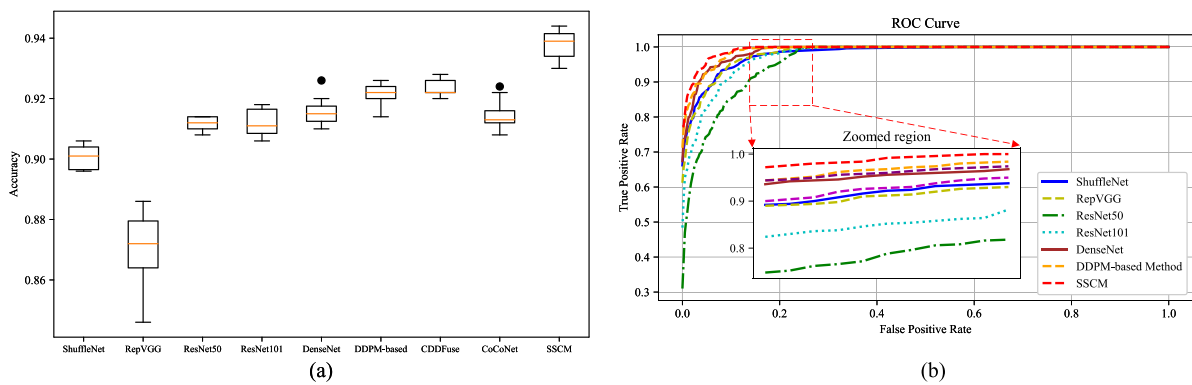 (a)
0.94
0.92
0.90
0.88
0.86
Accuracy
ShuffleNet RepVGG ResNet50 ResNet101 DenseNet DDPM-based CDDFuse CoCoNet SSCM
(a)
(b)
ROC Curve
1.0
0.9
0.8
0.7
0.6
0.5
0.4
0.3
True Positive Rate
Zoomed region
1.0
0.9
0.8
ShuffleNet
RepVGG
ResNet50
ResNet101
DenseNet
DDPM-based Method
SSCM
0.0 0.2 0.4 0.6 0.8 1.0
False Positive Rate
(b)